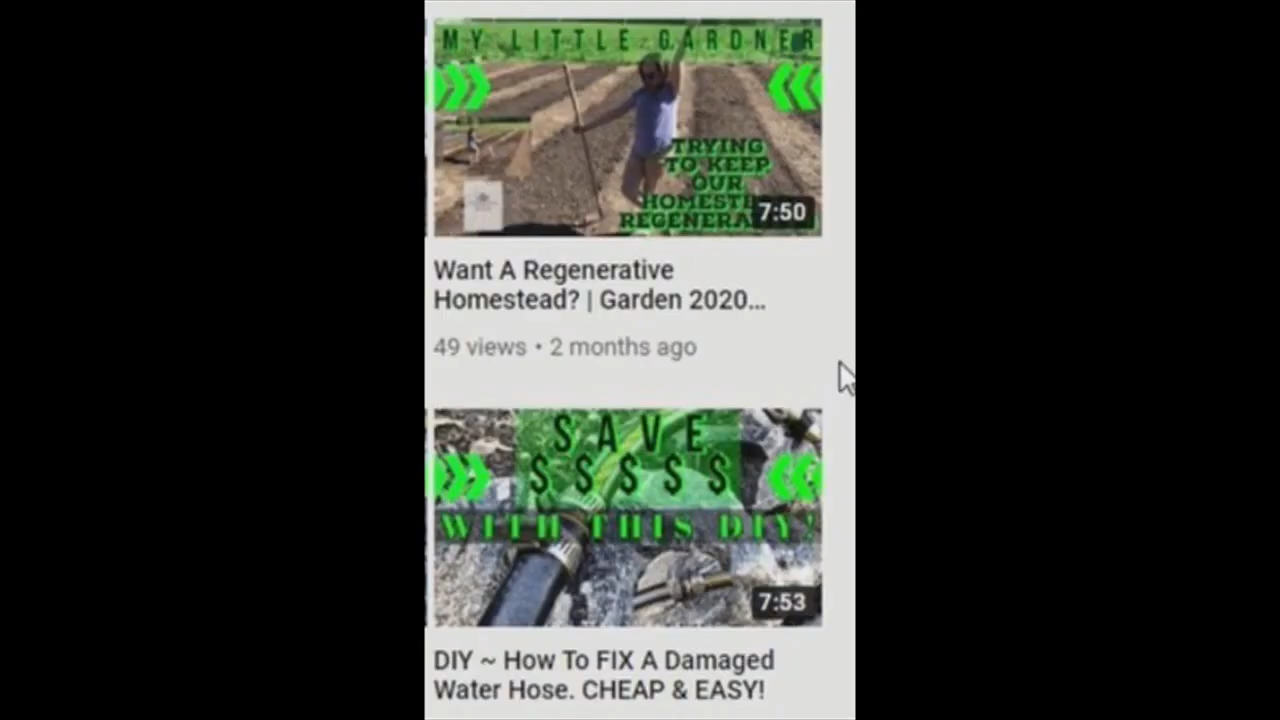 MY LITTLE GARDNER
TRYING
TO KEEP
OUR
7:50
Want A Regenerative
Homestead? | Garden 2020...
49 views • 2 months ago
SAVE
$$$$$
WITH THIS DIY!
7:53
DIY ~ How To FIX A Damaged
Water Hose. CHEAP & EASY!